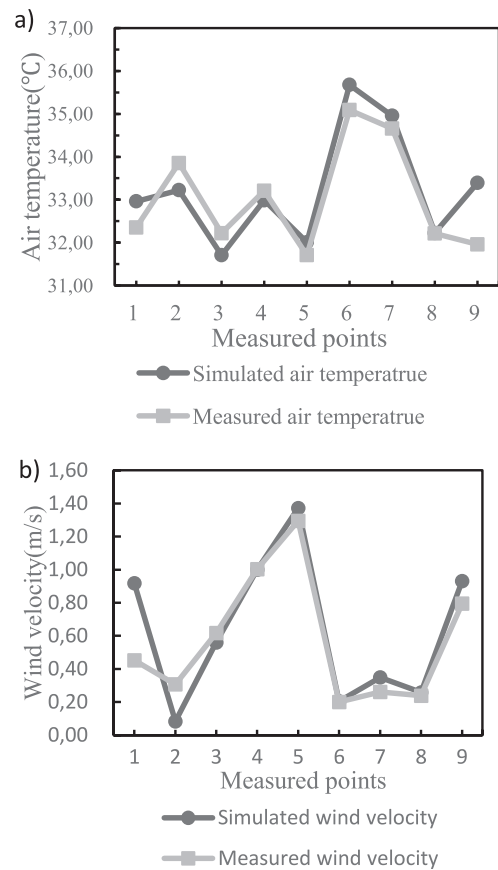 a)
37,00
36,00
35,00
34,00
33,00
32,00
31,00
Air temperature(°C)
1 2 3 4 5 6 7 8 9
Measured points
Simulated air temperatrue
Measured air temperatrue
b)
1,60
1,40
1,20
1,00
0,80
0,60
0,40
0,20
0,00
Wind velocity(m/s)
1 2 3 4 5 6 7 8 9
Measured points
Simulated wind velocity
Measured wind velocity